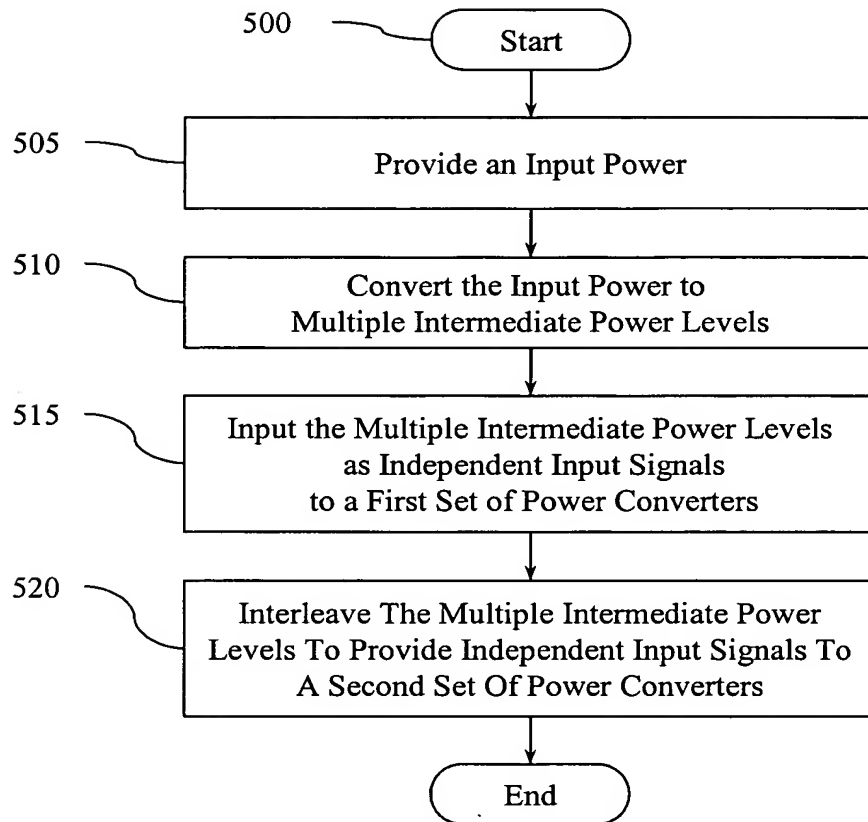 500
Start
505
Provide an Input Power
510
Convert the Input Power to
Multiple Intermediate Power Levels
515
Input the Multiple Intermediate Power Levels
as Independent Input Signals
to a First Set of Power Converters
520
Interleave The Multiple Intermediate Power
Levels To Provide Independent Input Signals To
A Second Set Of Power Converters
End